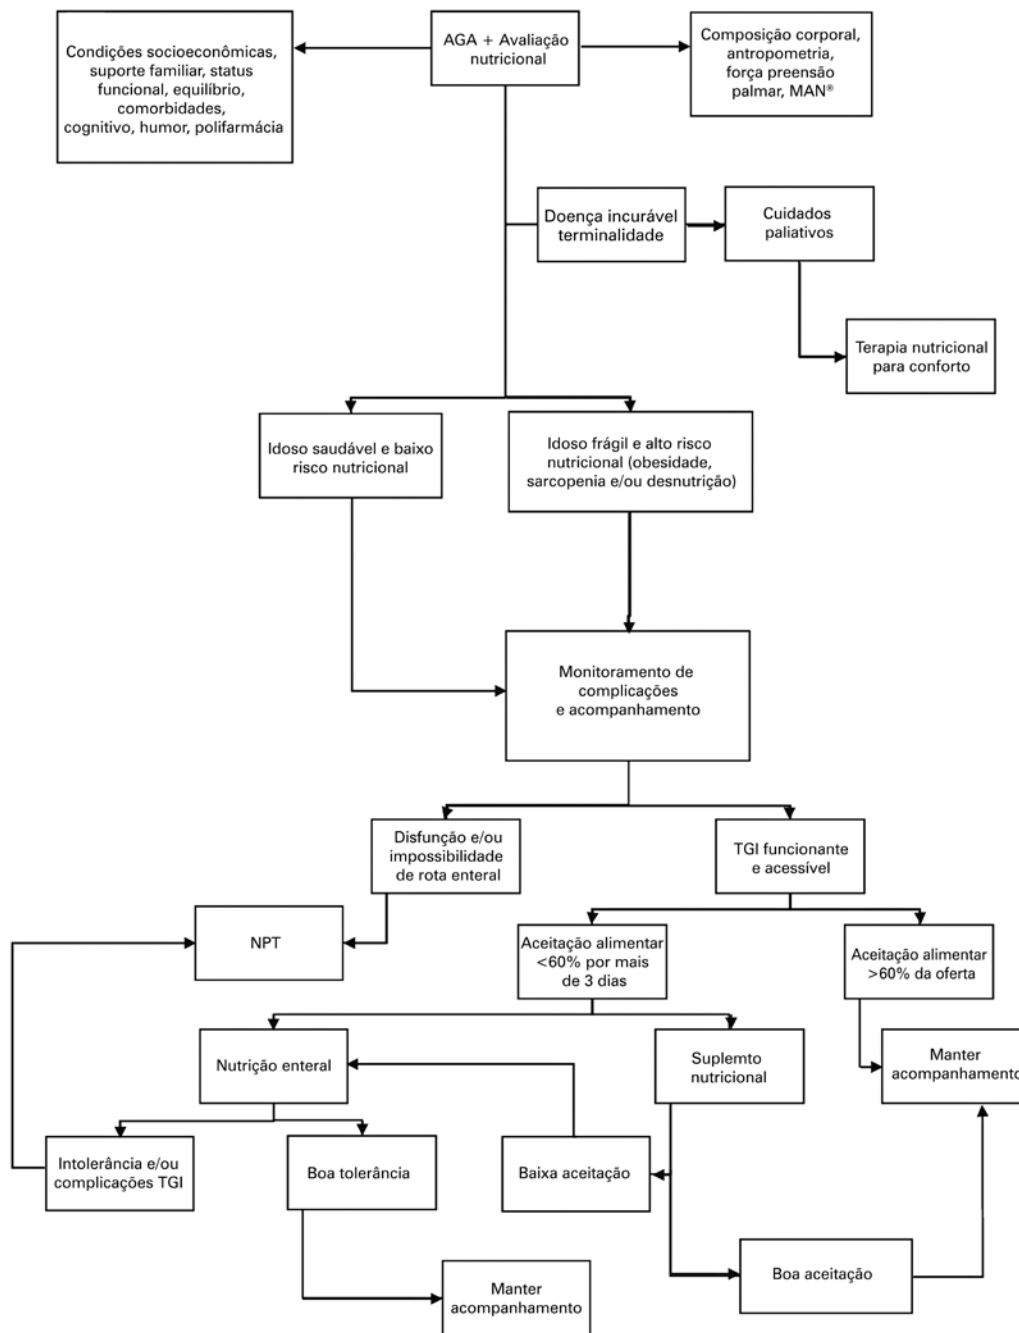 Condições socioeconômicas,
suporte familiar, status
funcional, equilíbrio,
comorbidades,
cognitivo, humor, polifarmácia
AGA + Avaliação
nutricional
Composição corporal,
antropometria,
força preensão
palmar, MAN®
Doença incurável
terminalidade
Cuidados
paliativos
Terapia nutricional
para conforto
Idoso saudável e baixo
risco nutricional
Idoso frágil e alto risco
nutricional (obesidade,
sarcopenia e/ou desnutrição)
Monitoramento de
complicações
e acompanhamento
Disfunção e/ou
impossibilidade
de rota enteral
TGI funcionante
e acessível
NPT
Aceitação alimentar
<60% por mais
de 3 dias
Aceitação alimentar
>60% da oferta
Nutrição enteral
Suplemto
nutricional
Manter
acompanhamento
Intolerância e/ou
complicações TGI
Boa tolerância
Baixa aceitação
Manter
acompanhamento
Boa aceitação